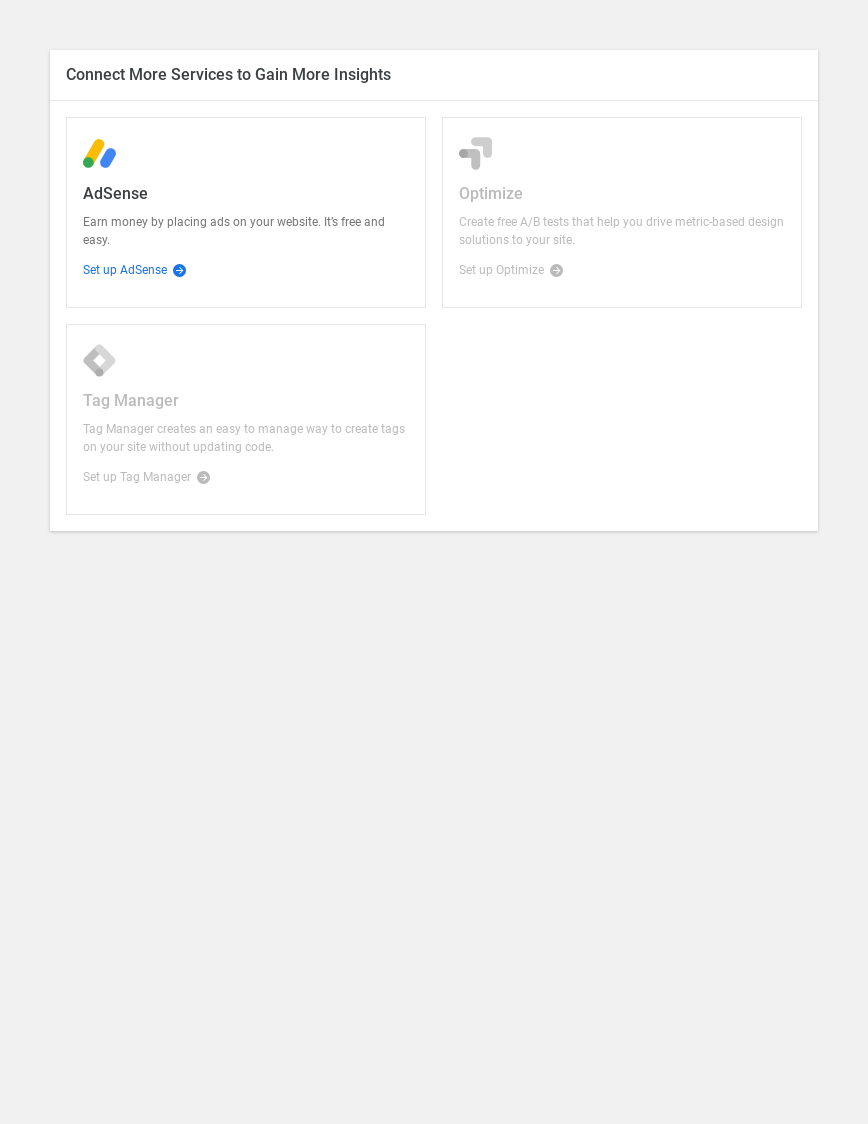 Connect More Services to Gain More Insights
AdSense
Earn money by placing ads on your website. It’s free and
easy.
Set up AdSense
Optimize
Create free A/B tests that help you drive metric-based design
solutions to your site.
Set up Optimize
Tag Manager
Tag Manager creates an easy to manage way to create tags
on your site without updating code.
Set up Tag Manager